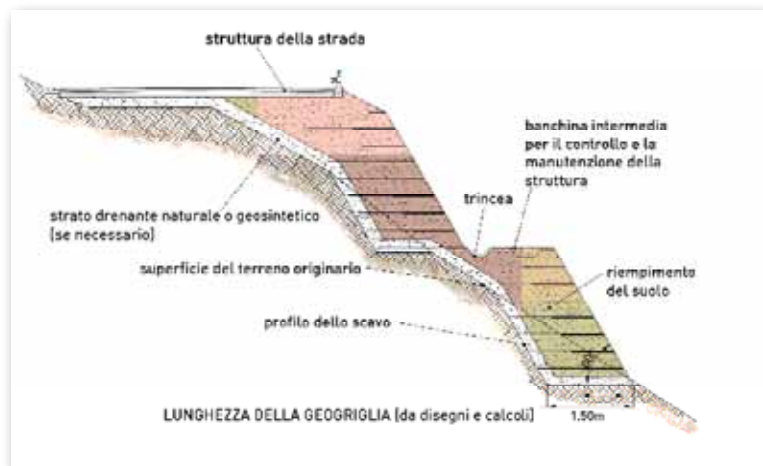 struttura della strada
banchina intermedia
per il controllo e la
manutenzione della
struttura
trincea
strato drenante naturale o geosintetico
(se necessario)
superficie del terreno originario
riempimento
del suolo
profilo dello scavo
LUNGHEZZA DELLA GEOGRIGLIA (da disegni e calcoli)
1.50m